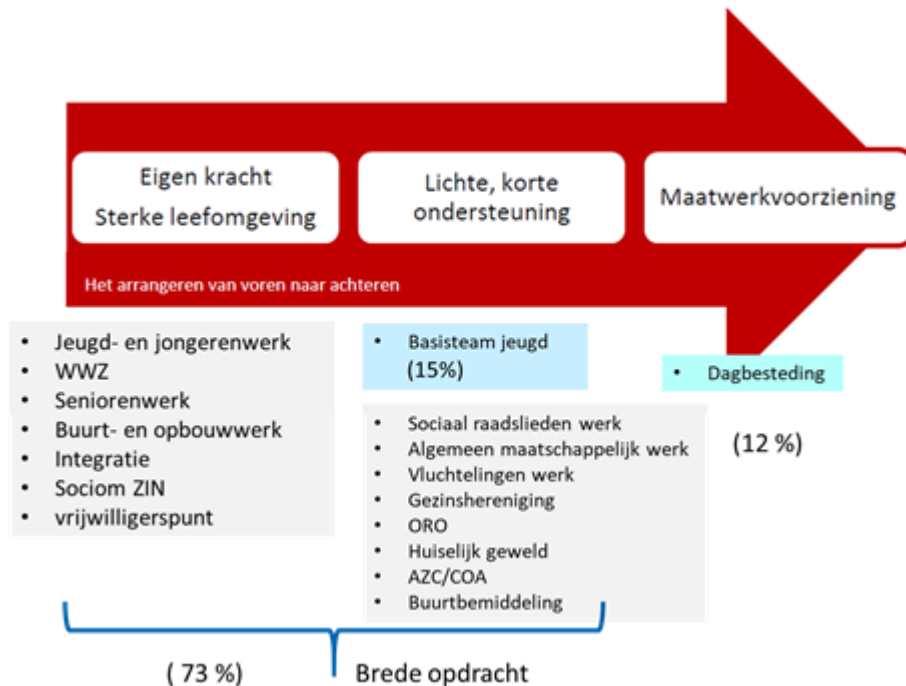 Eigen kracht
Sterke leefomgeving
Lichte, korte
ondersteuning
Maatwerkvoorziening
Het arrangeren van voren naar achteren
• Jeugd- en jongerenwerk
• WWZ
• Seniorenwerk
• Buurt- en opbouwwerk
• Integratie
• Sociom ZIN
• vrijwilligerspunt
• Basisteam jeugd
(15%)
• Sociaal raadslieden werk
• Algemeen maatschappelijk werk
• Vluchtelingen werk
• Gezinshereniging
• ORO
• Huiselijk geweld
• AZC/COA
• Buurtbemiddeling
• Dagbesteding
(12 %)
( 73 %)
Brede opdracht